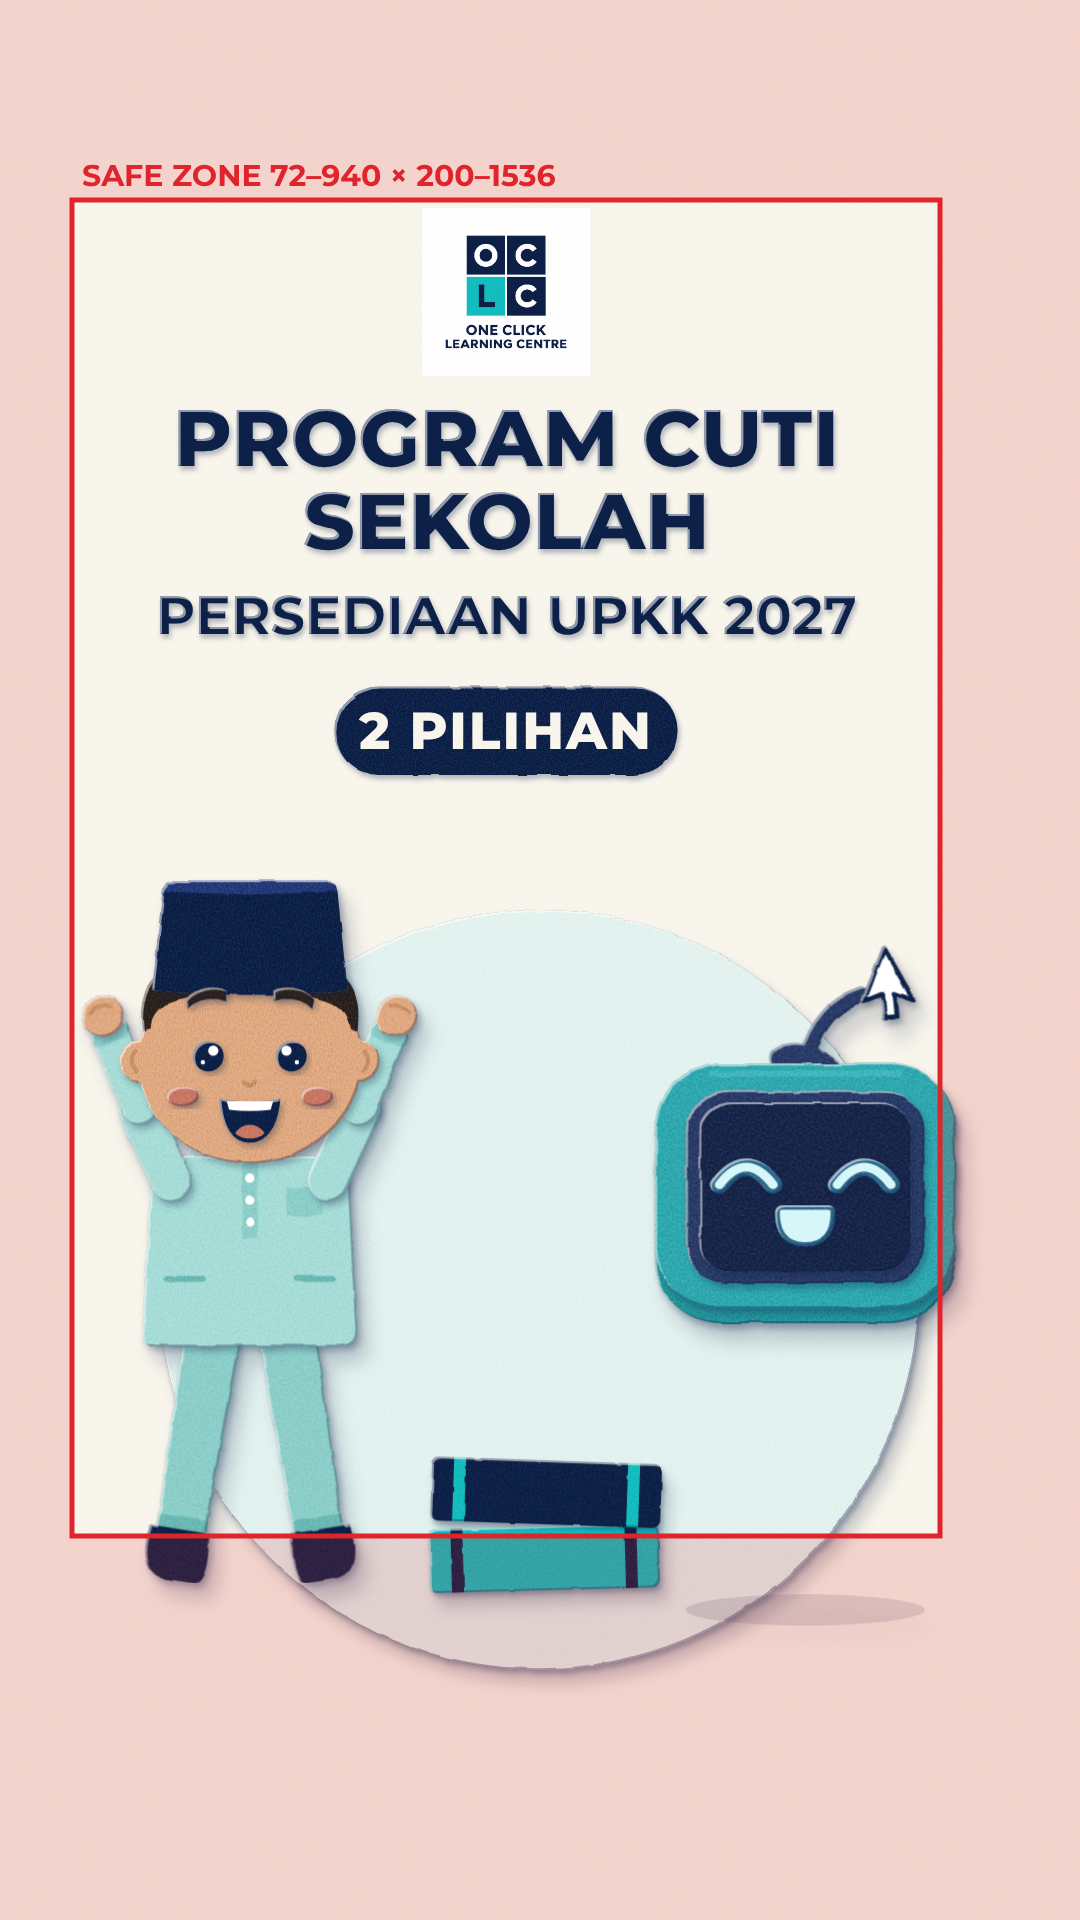 SAFE ZONE 72–940 × 200–1536
O C
L C
ONE CLICK
LEARNING CENTRE
PROGRAM CUTI
SEKOLAH
PERSEDIAAN UPKK 2027
2 PILIHAN